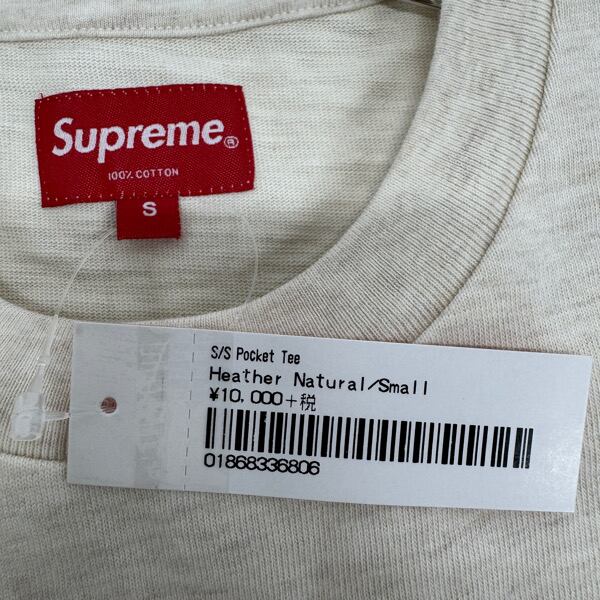 Supreme®
100% COTTON
S
S/S Pocket Tee
Heather Natural/Small
¥10,000+税
01868336806